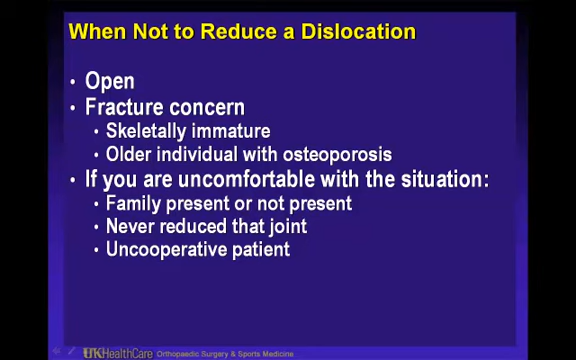 When Not to Reduce a Dislocation
• Open
• Fracture concern
• Skeletally immature
• Older individual with osteoporosis
• If you are uncomfortable with the situation:
• Family present or not present
• Never reduced that joint
• Uncooperative patient
UKHealthCare Orthopaedic Surgery & Sports Medicine